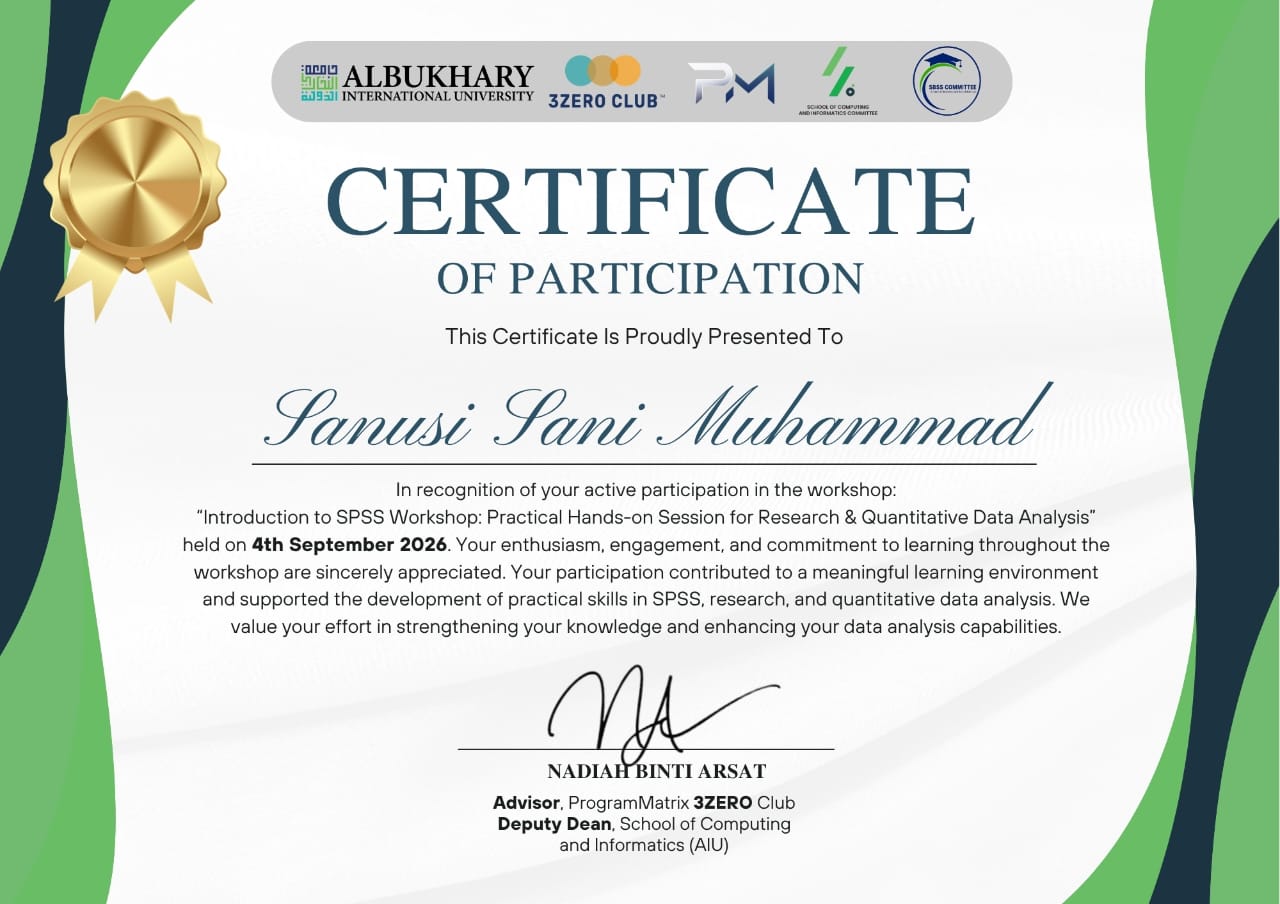 ALBUKHARY
INTERNATIONAL UNIVERSITY
3ZERO CLUB™
PM
SCHOOL OF COMPUTING
AND INFORMATICS COMMITTEE
SBSS COMMITTEE
CERTIFICATE
OF PARTICIPATION
This Certificate Is Proudly Presented To
Sanusi Sani Muhammad
In recognition of your active participation in the workshop:
“Introduction to SPSS Workshop: Practical Hands-on Session for Research & Quantitative Data Analysis”
held on 4th September 2026. Your enthusiasm, engagement, and commitment to learning throughout the
workshop are sincerely appreciated. Your participation contributed to a meaningful learning environment
and supported the development of practical skills in SPSS, research, and quantitative data analysis. We
value your effort in strengthening your knowledge and enhancing your data analysis capabilities.
NADIAH BINTI ARSAT
Advisor, ProgramMatrix 3ZERO Club
Deputy Dean, School of Computing
and Informatics (AIU)